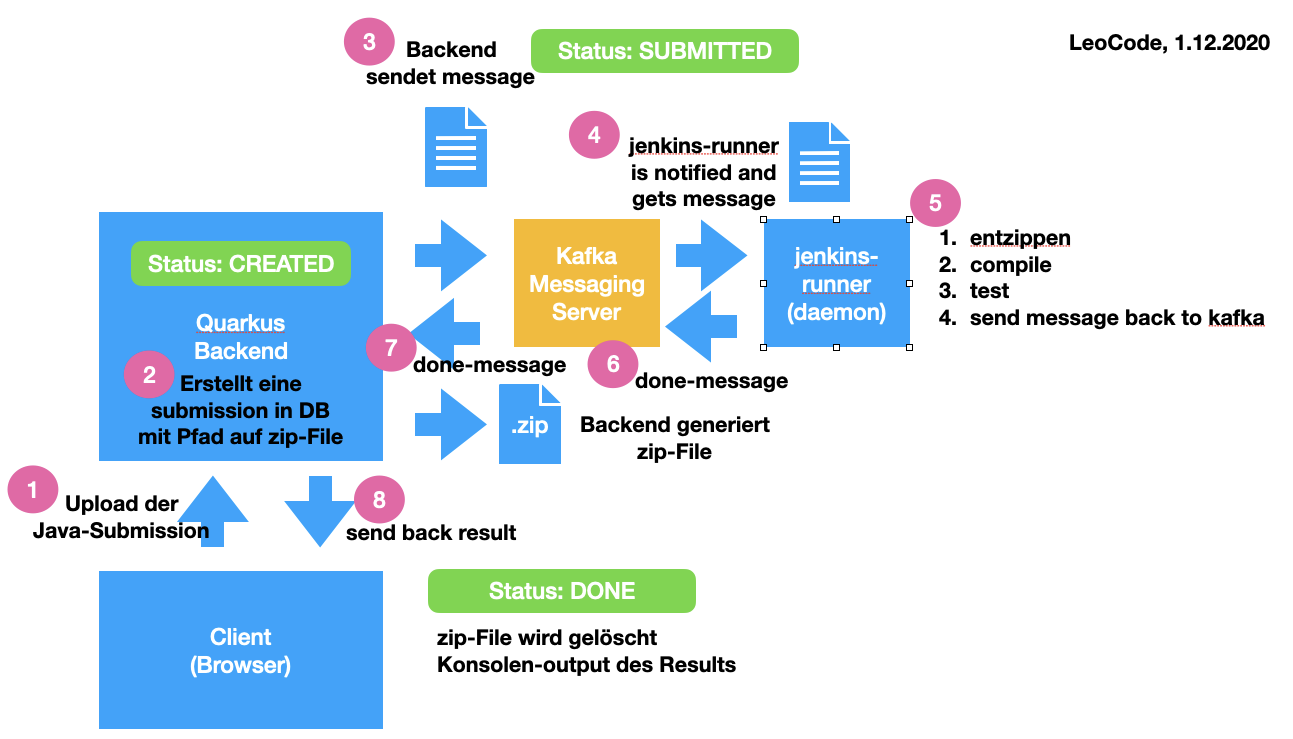 3
Backend
sendet message
Status: SUBMITTED
LeoCode, 1.12.2020
4
jenkins-runner
is notified and
gets message
5
1. entzippen
2. compile
3. test
4. send message back to kafka
Status: CREATED
Quarkus
Backend
2
Erstellt eine
submission in DB
mit Pfad auf zip-File
Kafka
Messaging
Server
jenkins-
runner
(daemon)
7
done-message
6
done-message
.zip
Backend generiert
zip-File
1
Upload der
Java-Submission
8
send back result
Client
(Browser)
Status: DONE
zip-File wird gelöscht
Konsolen-output des Results